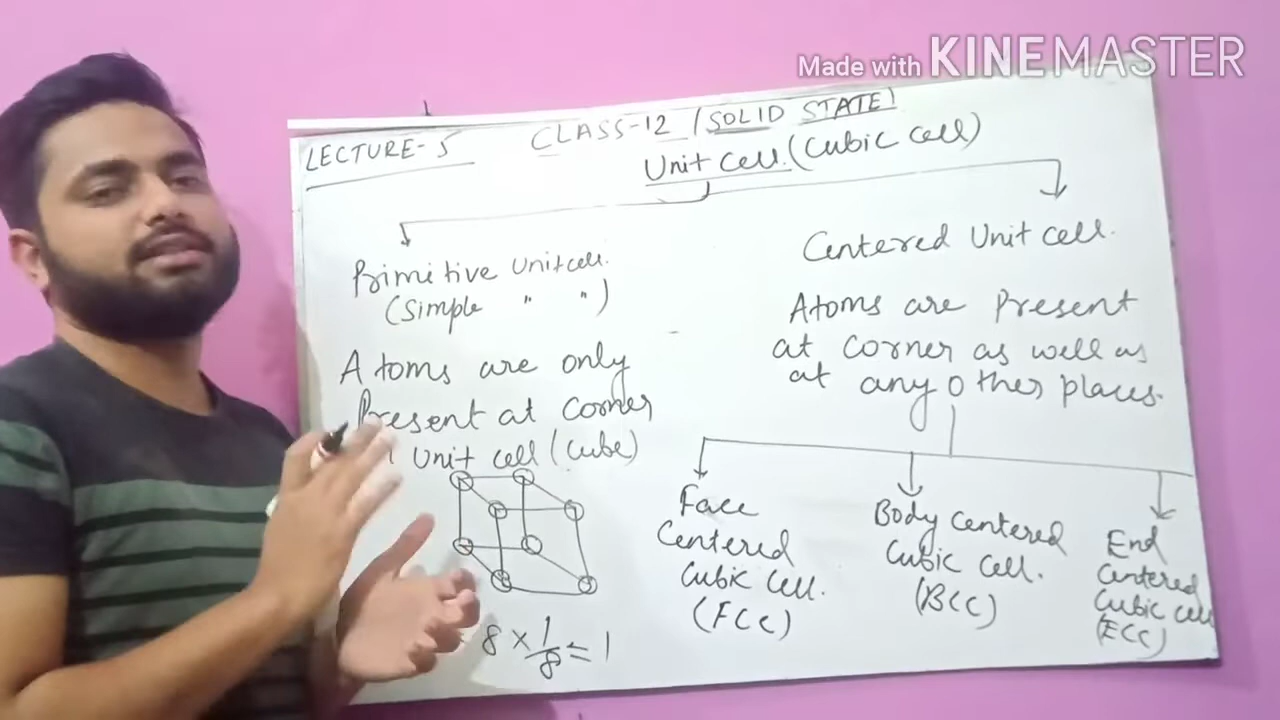 Made with KINEMASTER
LECTURE-5
CLASS-12 / SOLID STATE
Unit cell. (Cubic cell)
Primitive Unitcell.
(Simple " ")
Atoms are only
Present at Corner
Unit cell (Cube)
8 × 1/8 = 1
Centered Unit cell.
Atoms are Present
at corner as well as
at any other places.
Face
Centered
Cubic Cell.
(FCC)
Body Centered
Cubic Cell.
(BCC)
End
Centered
Cubic cell
(ECC)